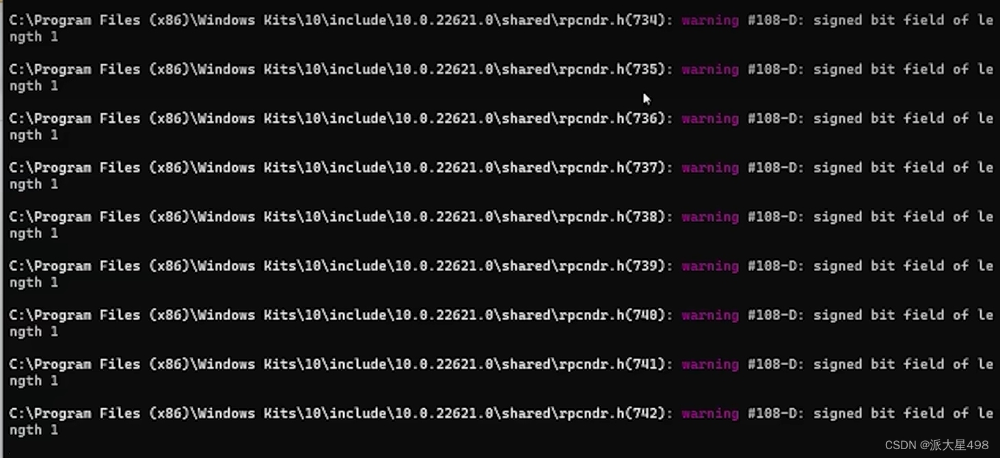 C:\Program Files (x86)\Windows Kits\10\include\10.0.22621.0\shared\rpcndr.h(734): warning #108-D: signed bit field of le
ngth 1
C:\Program Files (x86)\Windows Kits\10\include\10.0.22621.0\shared\rpcndr.h(735): warning #108-D: signed bit field of le
ngth 1
C:\Program Files (x86)\Windows Kits\10\include\10.0.22621.0\shared\rpcndr.h(736): warning #108-D: signed bit field of le
ngth 1
C:\Program Files (x86)\Windows Kits\10\include\10.0.22621.0\shared\rpcndr.h(737): warning #108-D: signed bit field of le
ngth 1
C:\Program Files (x86)\Windows Kits\10\include\10.0.22621.0\shared\rpcndr.h(738): warning #108-D: signed bit field of le
ngth 1
C:\Program Files (x86)\Windows Kits\10\include\10.0.22621.0\shared\rpcndr.h(739): warning #108-D: signed bit field of le
ngth 1
C:\Program Files (x86)\Windows Kits\10\include\10.0.22621.0\shared\rpcndr.h(740): warning #108-D: signed bit field of le
ngth 1
C:\Program Files (x86)\Windows Kits\10\include\10.0.22621.0\shared\rpcndr.h(741): warning #108-D: signed bit field of le
ngth 1
C:\Program Files (x86)\Windows Kits\10\include\10.0.22621.0\shared\rpcndr.h(742): warning #108-D: signed bit field of le
ngth 1
CSDN @派大星498